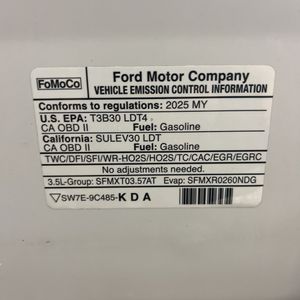 FoMoCo
Ford Motor Company
VEHICLE EMISSION CONTROL INFORMATION
Conforms to regulations: 2025 MY
U.S. EPA: T3B30 LDT4
CA OBD II Fuel: Gasoline
California: SULEV30 LDT
CA OBD II Fuel: Gasoline
TWC/DFI/SFI/WR-HO2S/HO2S/TC/CAC/EGR/EGRC
No adjustments needed.
3.5L-Group: SFMXT03.57AT Evap: SFMXR0260NDG
SW7E-9C485-KDA